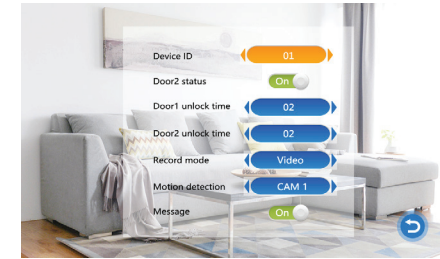 Device ID 01
Door2 status On
Door1 unlock time 02
Door2 unlock time 02
Record mode Video
Motion detection CAM 1
Message On